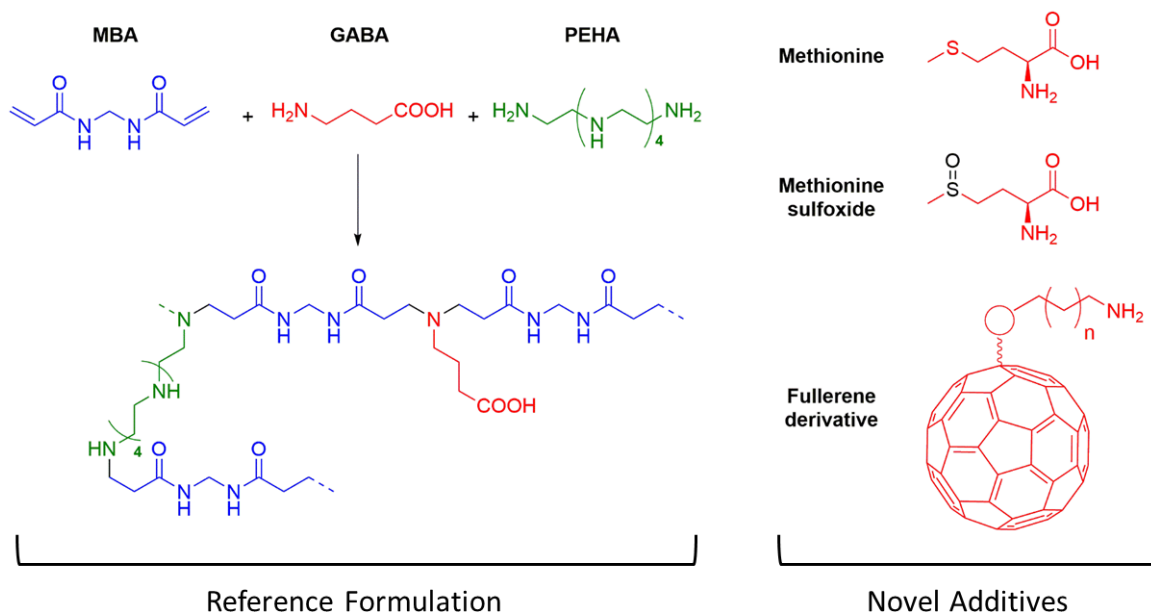 MBA GABA PEHA
O O
N N
H H
+
H2N COOH
+
NH2 N NH2
H 4
O O O O
N N N N N N
H H H H
NH
COOH
HN 4
O O
N N
H H
Reference Formulation
Methionine
S O
OH
NH2
Methionine
sulfoxide
O O
S OH
NH2
NH2
n
Fullerene
derivative
Novel Additives